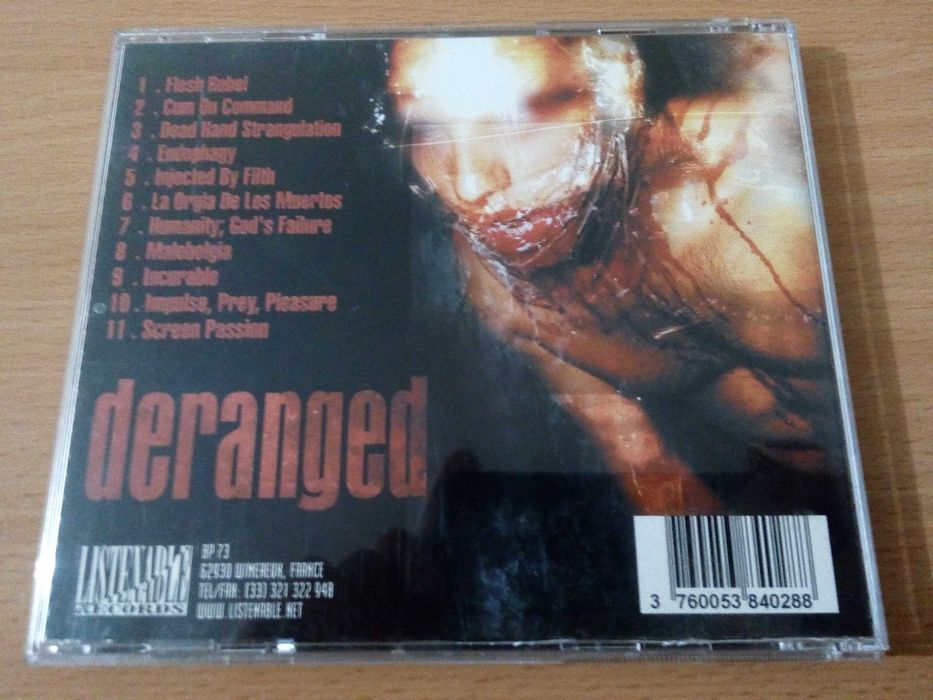 1 . Flesh Rebel
2 . Cum On Command
3 . Dead Hand Strangulation
4 . Endophagy
5 . Injected By Filth
6 . La Orgia De Los Muertos
7 . Humanity; God's Failure
8 . Malebolgia
9 . Incurable
10 . Impulse, Prey, Pleasure
11 . Screen Passion
deranged
LISTENABLE
RECORDS
BP 73
62930 WIMEREUX, FRANCE
TEL/FAX: (33) 321 322 948
WWW.LISTENABLE.NET
3 760053 840288